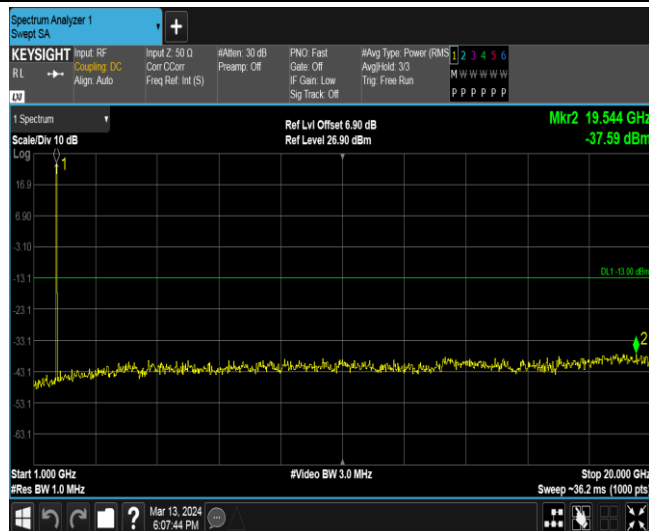 Spectrum Analyzer 1
Swept SA
+
KEYSIGHT
RL
LXI
Input: RF
Coupling: DC
Align: Auto
Input Z: 50 Ω
Corr CCorr
Freq Ref: Int (S)
#Atten: 30 dB
Preamp: Off
PNO: Fast
Gate: Off
IF Gain: Low
Sig Track: Off
#Avg Type: Power (RMS
Avg|Hold: 3/3
Trig: Free Run
1 2 3 4 5 6
M W W W W W
P P P P P P
1 Spectrum
Scale/Div 10 dB
Log
Ref Lvl Offset 6.90 dB
Ref Level 26.90 dBm
Mkr2 19.544 GHz
-37.59 dBm
1
16.9
6.90
-3.10
DL1 -13.00 dBm
-13.1
-23.1
-33.1
2
-43.1
-53.1
-63.1
Start 1.000 GHz
#Res BW 1.0 MHz
#Video BW 3.0 MHz
Stop 20.000 GHz
Sweep ~36.2 ms (1000 pts)
?
Mar 13, 2024
6:07:44 PM